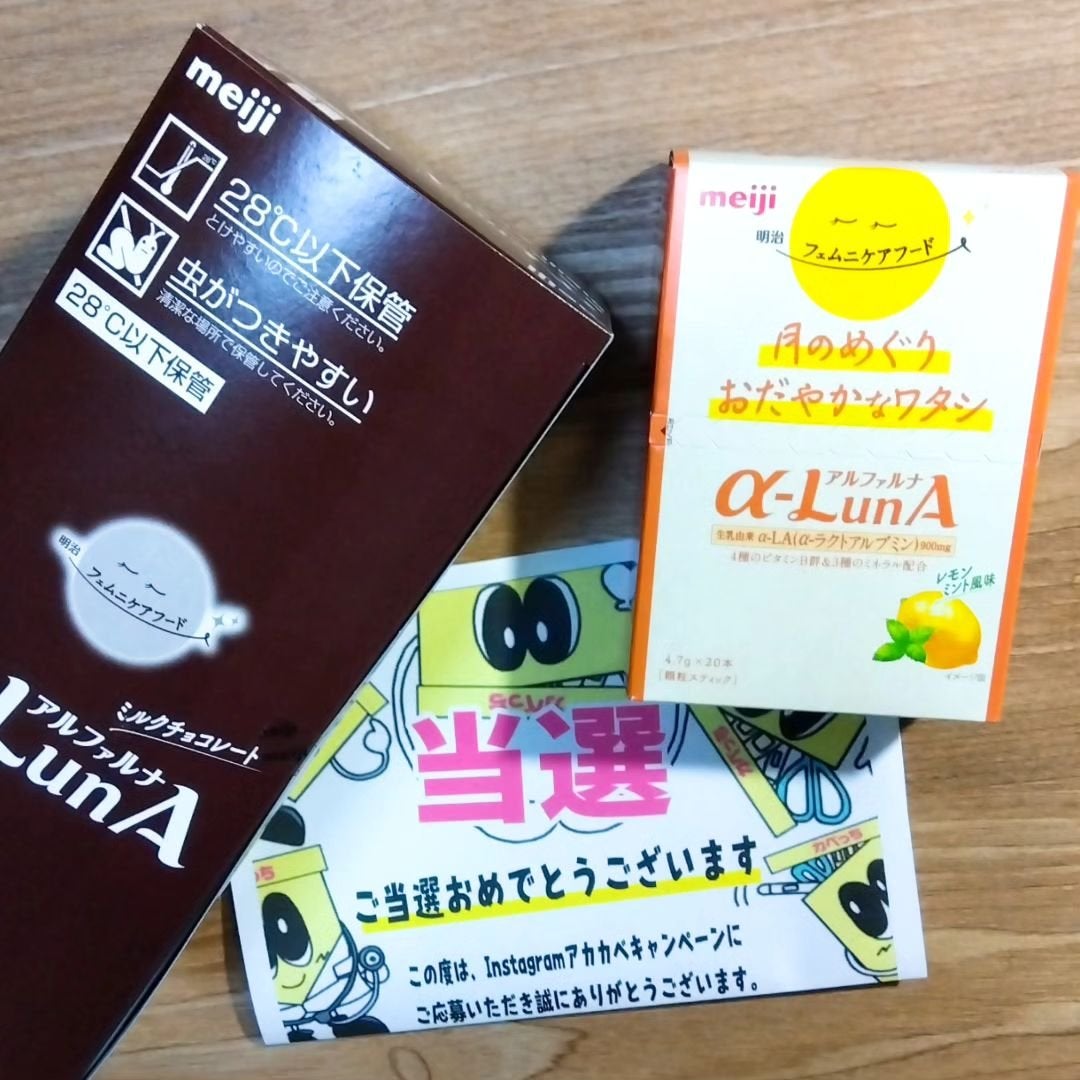 meiji
28℃以下保管
とけやすいのでご注意ください。
虫がつきやすい
清潔な場所で保管してください。
28℃以下保管
明治
フェムニケアフード
ミルクチョコレート
アルファルナ
LunA
meiji
明治
フェムニケアフード
月のめぐり
おだやかなワタシ
アルファルナ
α-LunA
生乳由来 α-LA(α-ラクトアルブミン)900mg
4種のビタミンB群&3種のミネラル配合
レモン
ミント風味
4.7g×20本
[顆粒スティック]
イメージ図
当選
ご当選おめでとうございます
この度は、Instagramアカカベキャンペーンに
ご応募いただき誠にありがとうございます。
カベっち